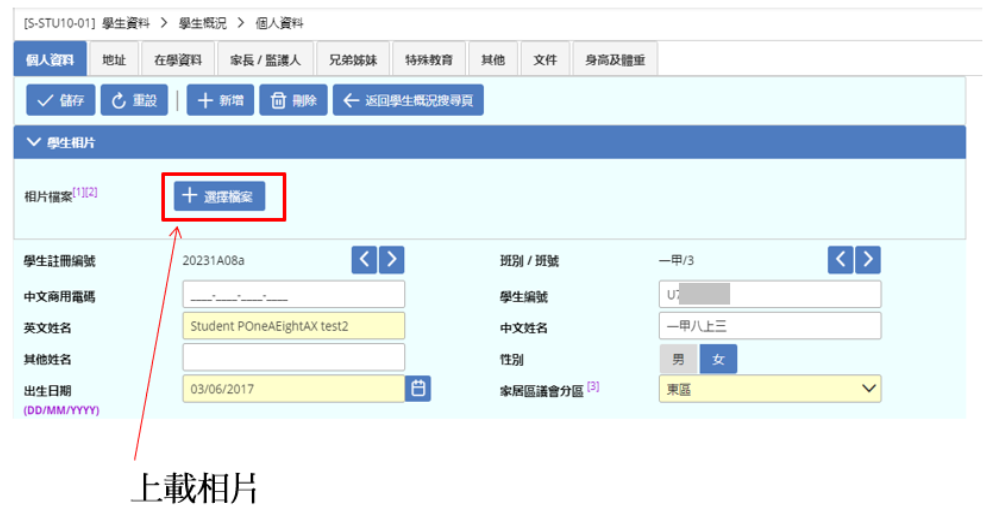 [S-STU10-01] 學生資料 > 學生概況 > 個人資料
個人資料 地址 在學資料 家長 / 監護人 兄弟姊妹 特殊教育 其他 文件 身高及體重
儲存 重設 新增 刪除 返回學生概況搜尋頁
學生相片
相片檔案[1][2] 選擇檔案
學生註冊編號 20231A08a 班別 / 班號 一甲/3
中文商用電碼 ____-____-____-____ 學生編號 U7
英文姓名 Student POneAEightAX test2 中文姓名 一甲八上三
其他姓名 性別 男 女
出生日期 03/06/2017 家居區議會分區 [3] 東區
(DD/MM/YYYY)
上載相片